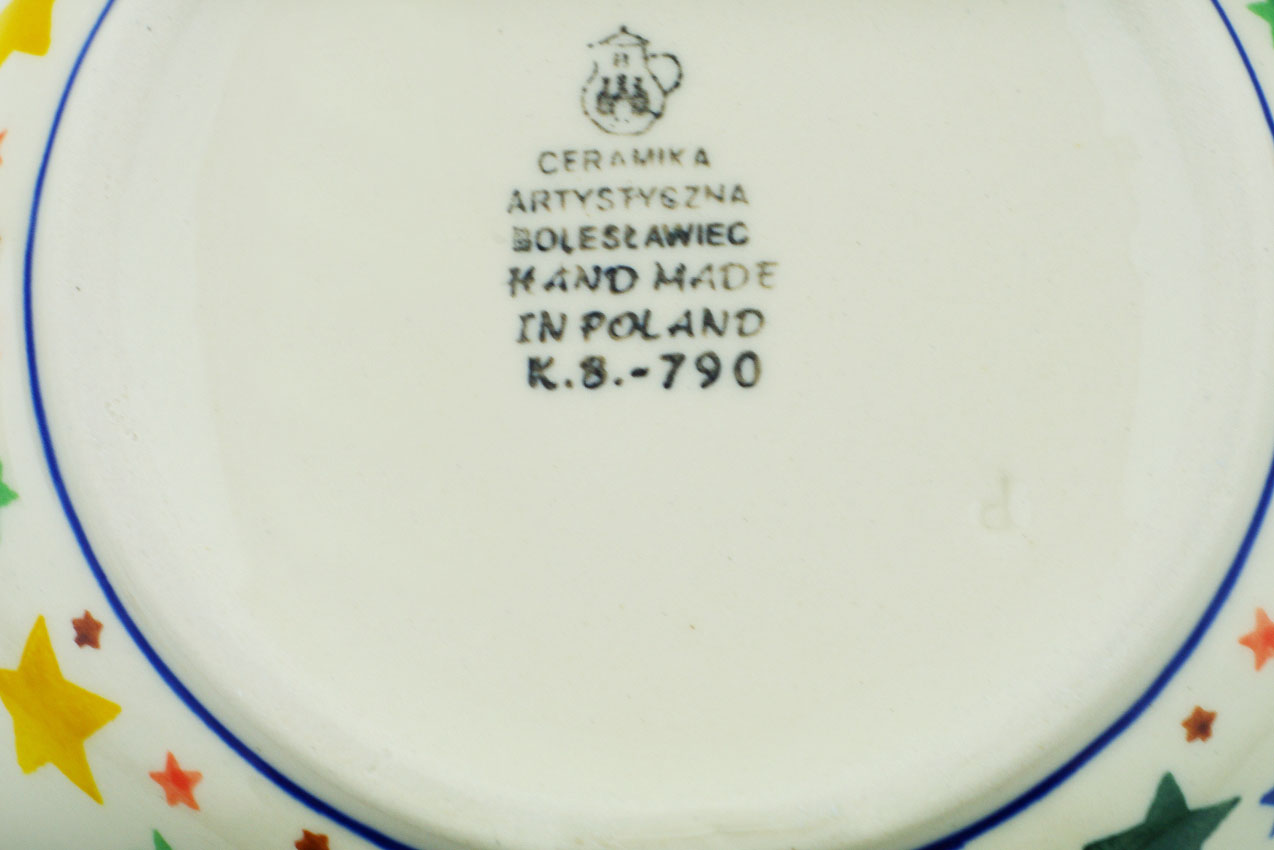 CERAMIKA
ARTYSTYCZNA
BOLESŁAWIEC
HAND MADE
IN POLAND
K.8.-790
P